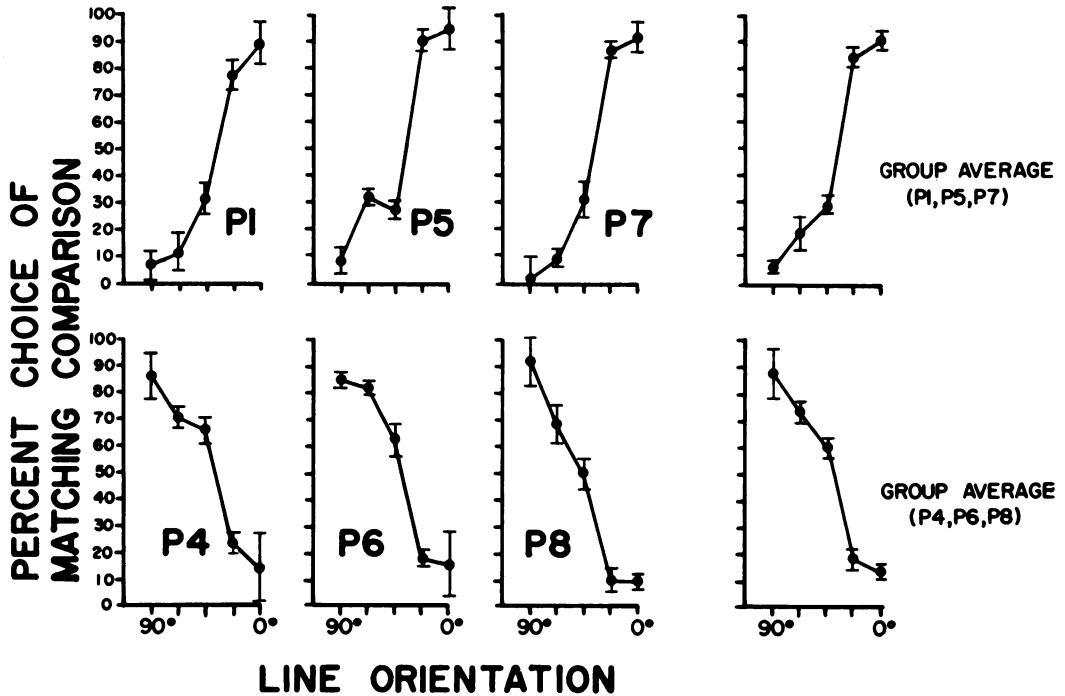 PERCENT CHOICE OF
MATCHING COMPARISON
100
90
80
70
60
50
40
30
20
10
0
P1
P5
P7
GROUP AVERAGE
(P1,P5,P7)
100
90
80
70
60
50
40
30
20
10
0
P4
P6
P8
GROUP AVERAGE
(P4,P6,P8)
90° 0° 90° 0° 90° 0° 90° 0°
LINE ORIENTATION